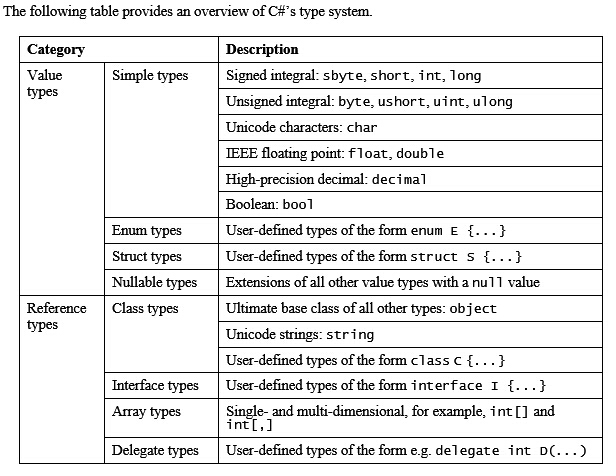 The following table provides an overview of C#'s type system.
Category Description
Value types Simple types Signed integral: sbyte, short, int, long
Unsigned integral: byte, ushort, uint, ulong
Unicode characters: char
IEEE floating point: float, double
High-precision decimal: decimal
Boolean: bool
Enum types User-defined types of the form enum E {...}
Struct types User-defined types of the form struct S {...}
Nullable types Extensions of all other value types with a null value
Reference types Class types Ultimate base class of all other types: object
Unicode strings: string
User-defined types of the form class C {...}
Interface types User-defined types of the form interface I {...}
Array types Single- and multi-dimensional, for example, int[] and
int[,]
Delegate types User-defined types of the form e.g. delegate int D(...)